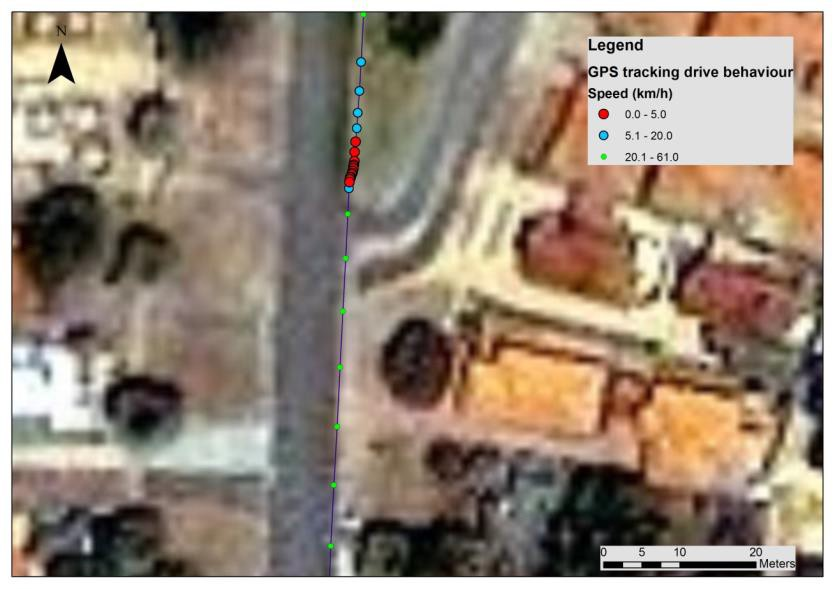 N
Legend
GPS tracking drive behaviour
Speed (km/h)
0.0 - 5.0
5.1 - 20.0
20.1 - 61.0
0 5 10 20
Meters